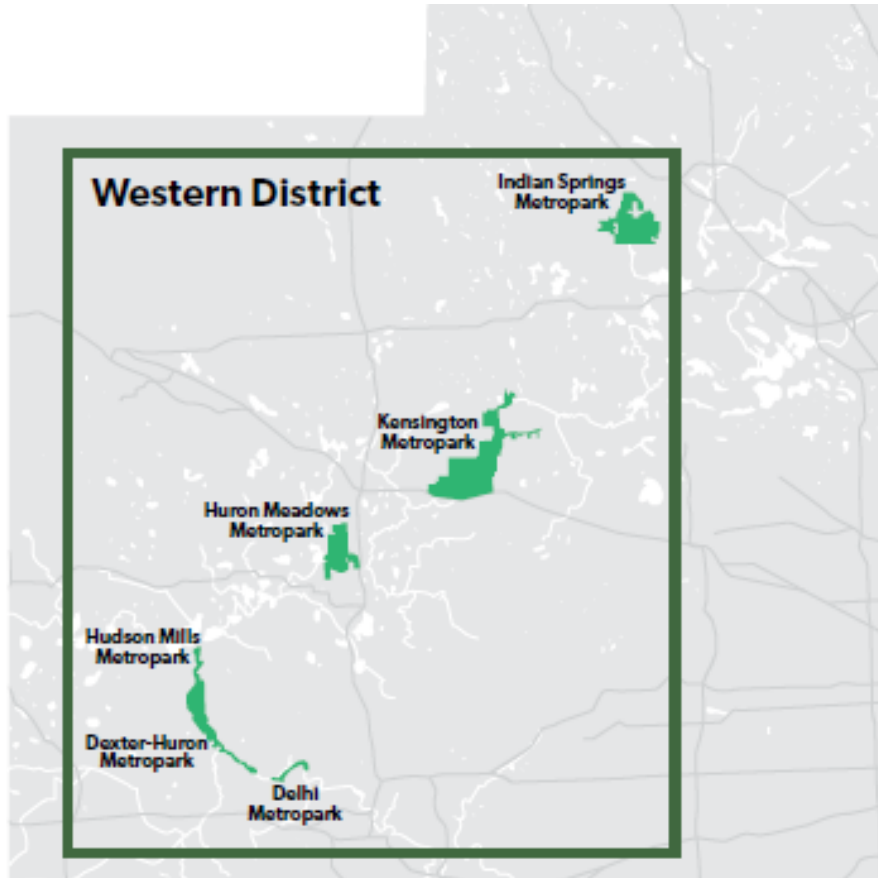 Western District
Indian Springs
Metropark
Kensington
Metropark
Huron Meadows
Metropark
Hudson Mills
Metropark
Dexter-Huron
Metropark
Delhi
Metropark